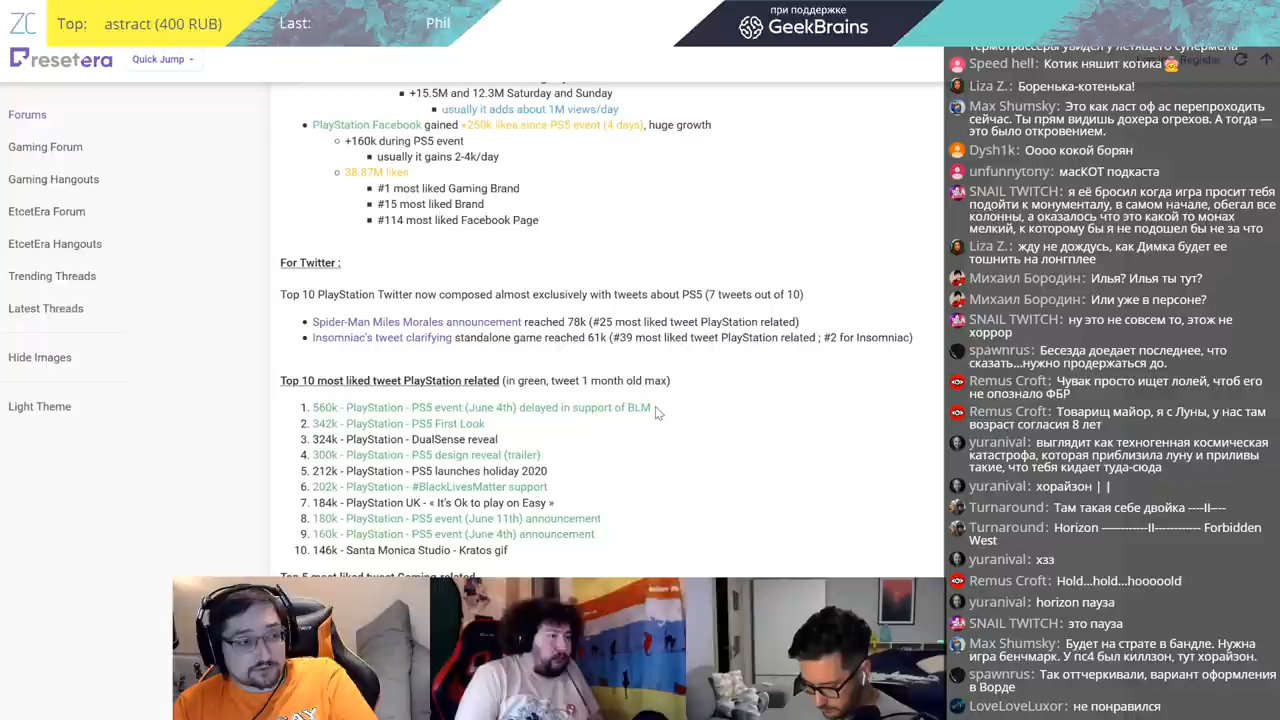 ZC
Top: astract (400 RUB)
Last: Phil
при поддержке
GeekBrains
resetera
Quick Jump
Register
Forums
Gaming Forum
Gaming Hangouts
EtcetEra Forum
EtcetEra Hangouts
Trending Threads
Latest Threads
Hide Images
Light Theme
+15.5M and 12.3M Saturday and Sunday
usually it adds about 1M views/day
PlayStation Facebook gained +250k likes since PS5 event (4 days), huge growth
+160k during PS5 event
usually it gains 2-4k/day
38.87M likes
#1 most liked Gaming Brand
#15 most liked Brand
#114 most liked Facebook Page
For Twitter :
Top 10 PlayStation Twitter now composed almost exclusively with tweets about PS5 (7 tweets out of 10)
Spider-Man Miles Morales announcement reached 78k (#25 most liked tweet PlayStation related)
Insomniac's tweet clarifying standalone game reached 61k (#39 most liked tweet PlayStation related ; #2 for Insomniac)
Top 10 most liked tweet PlayStation related (in green, tweet 1 month old max)
1. 560k - PlayStation - PS5 event (June 4th) delayed in support of BLM
2. 342k - PlayStation - PS5 First Look
3. 324k - PlayStation - DualSense reveal
4. 300k - PlayStation - PS5 design reveal (trailer)
5. 212k - PlayStation - PS5 launches holiday 2020
6. 202k - PlayStation - #BlackLivesMatter support
7. 184k - PlayStation UK - « It's Ok to play on Easy »
8. 180k - PlayStation - PS5 event (June 11th) announcement
9. 160k - PlayStation - PS5 event (June 4th) announcement
10. 146k - Santa Monica Studio - Kratos gif
Top 5 most liked tweet Gaming related
термотрассеры увидел у летящего супермена
Speed hell: Котик няшит котика
Liza Z.: Боренька-котенька!
Max Shumsky: Это как ласт оф ас перепроходить
сейчас. Ты прям видишь дохера огрехов. А тогда —
это было откровением.
Dysh1k: Оооо кокой борян
unfunnytony: масКОТ подкаста
SNAIL TWITCH: я её бросил когда игра просит тебя
подойти к монументалу, в самом начале, обегал все
колонны, а оказалось что это какой то монах
мелкий, к которому бы я не подошел бы не за что
Liza Z.: жду не дождусь, как Димка будет ее
тошнить на лонгплее
Михаил Бородин: Илья? Илья ты тут?
Михаил Бородин: Или уже в персоне?
SNAIL TWITCH: ну это не совсем то, этож не
хоррор
spawnrus: Бесезда доедает последнее, что
сказать...нужно продержаться до.
Remus Croft: Чувак просто ищет лолей, чтоб его
не опознало ФБР
Remus Croft: Товарищ майор, я с Луны, у нас там
возраст согласия 8 лет
yuranival: выглядит как техногенная космическая
катастрофа, которая приблизила луну и приливы
такие, что тебя кидает туда-сюда
yuranival: хорайзон | |
Turnaround: Там такая себе двойка ----II----
Turnaround: Horizon -----------II----------- Forbidden
West
yuranival: хзз
Remus Croft: Hold...hold...hooooold
yuranival: horizon пауза
SNAIL TWITCH: это пауза
Max Shumsky: Будет на страте в бандле. Нужна
игра бенчмарк. У пс4 был киллзон, тут хорайзон.
spawnrus: Так оттчеркивали, вариант оформления
в Ворде
LoveLoveLuxor: не понравился